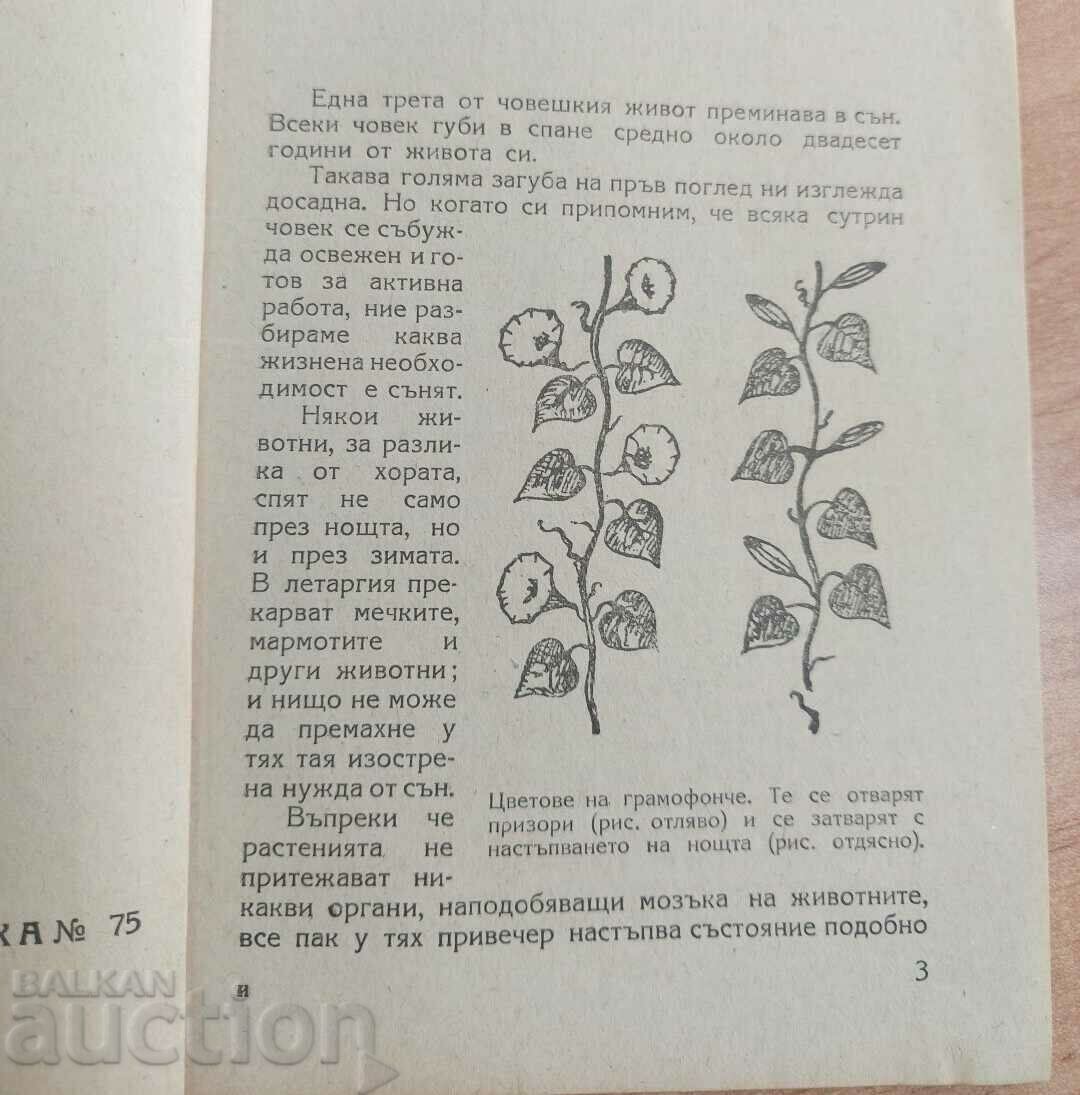 Една трета от човешкия живот преминава в сън.
Всеки човек губи в спане средно около двадесет
години от живота си.
Такава голяма загуба на пръв поглед ни изглежда
досадна. Но когато си припомним, че всяка сутрин
човек се събуж-
да освежен и го-
тов за активна
работа, ние раз-
бираме каква
жизнена необхо-
димост е сънят.
Някои жи-
вотни, за разли-
ка от хората,
спят не само
през нощта, но
и през зимата.
В летаргия пре-
карват мечките,
мармотите и
други животни;
и нищо не може
да премахне у
тях тая изостре-
на нужда от сън.
Въпреки че
растенията не
притежават ни-
какви органи, наподобяващи мозъка на животните,
все пак у тях привечер настъпва състояние подобно
Цветове на грамофонче. Те се отварят
призори (рис. отляво) и се затварят с
настъпването на нощта (рис. отдясно).
3
и
КА № 75
BALKAN
auction